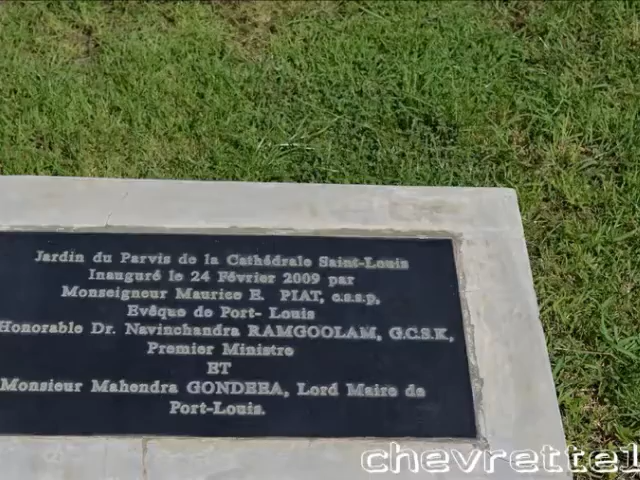 Jardin du Parvis de la Cathédrale Saint-Louis
Inauguré le 24 Février 2009 par
Monseigneur Maurice E. PIAT, c.s.s.p,
Evêque de Port- Louis
Honorable Dr. Navinchandra RAMGOOLAM, G.C.S.K,
Premier Ministre
ET
Monsieur Mahendra GONDEEA, Lord Maire de
Port-Louis.
chevrette1